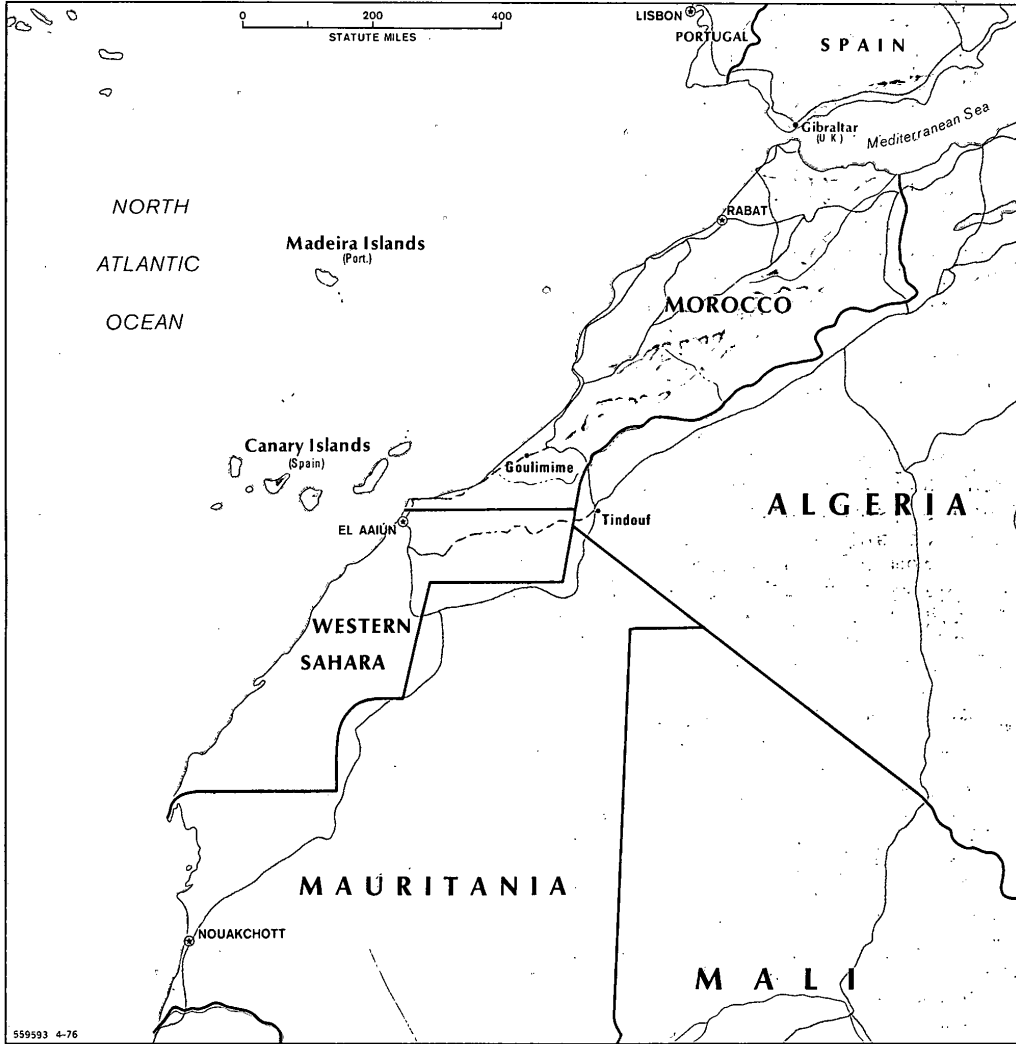 0 200 400
STATUTE MILES
LISBON
PORTUGAL
SPAIN
Gibraltar
(U K)
Mediterranean Sea
NORTH
ATLANTIC
OCEAN
RABAT
Madeira Islands
(Port.)
MOROCCO
Canary Islands
(Spain)
Goulimime
ALGERIA
Tindouf
EL AAIÚN
WESTERN
SAHARA
MAURITANIA
NOUAKCHOTT
MALI
559593 4-76